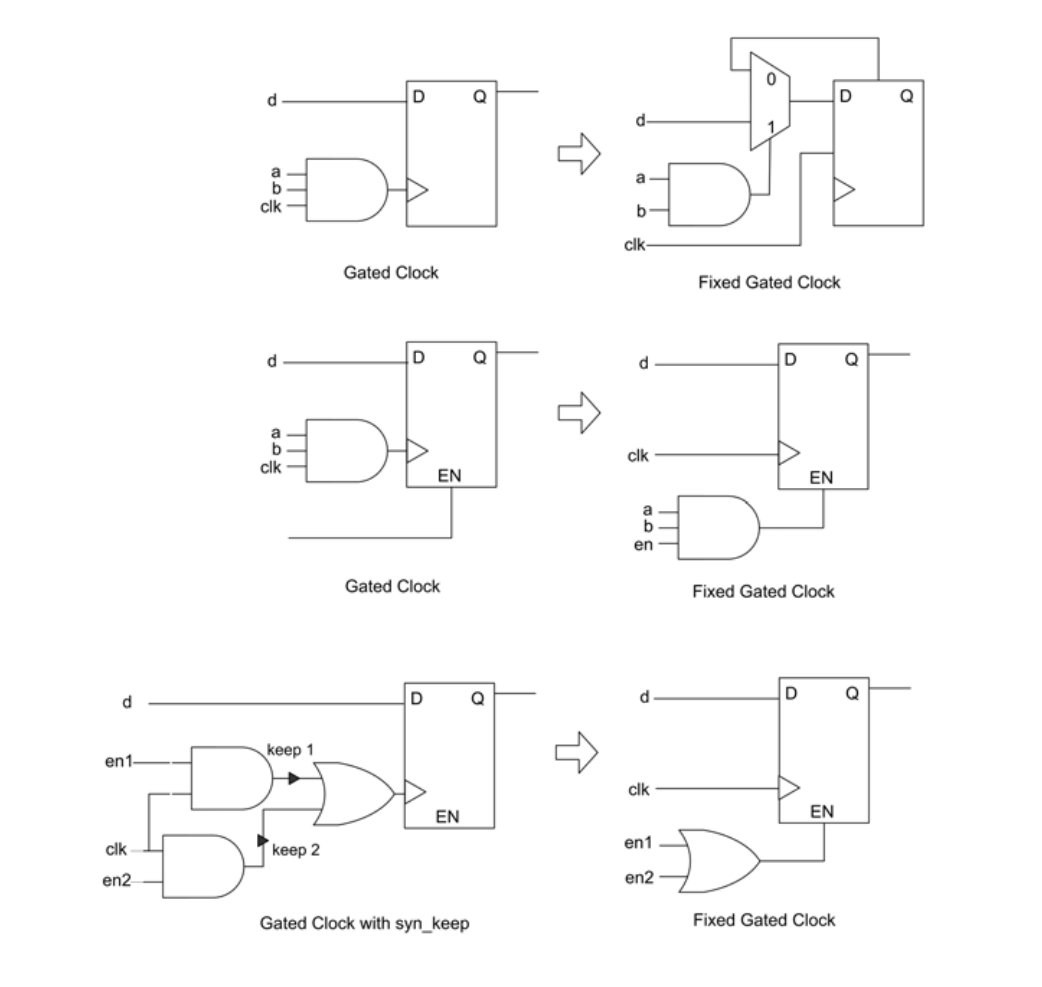 d
D Q
a
b
clk
Gated Clock
0
d
1
D Q
a
b
clk
Fixed Gated Clock
d
D Q
a
b
clk
EN
Gated Clock
d
D Q
clk
EN
a
b
en
Fixed Gated Clock
d
D Q
en1
keep 1
clk
EN
keep 2
en2
Gated Clock with syn_keep
d
D Q
clk
EN
en1
en2
Fixed Gated Clock